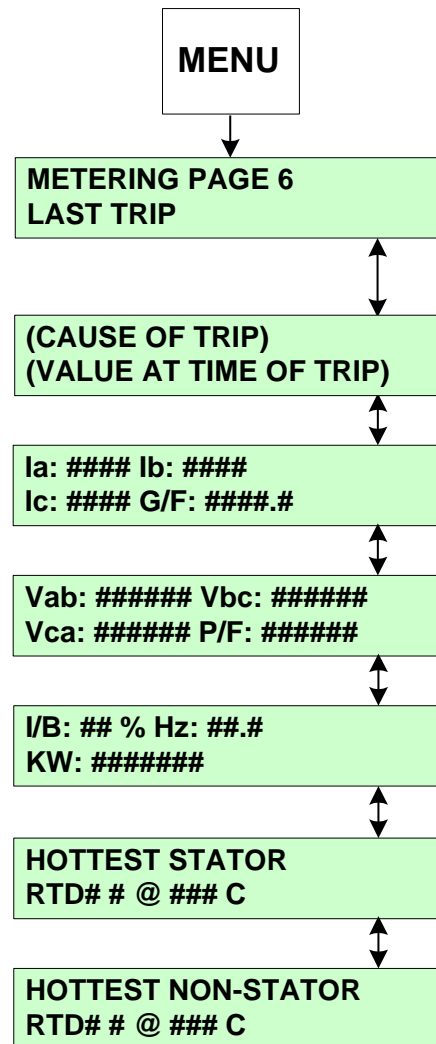 MENU
METERING PAGE 6
LAST TRIP
(CAUSE OF TRIP)
(VALUE AT TIME OF TRIP)
Ia: #### Ib: ####
Ic: #### G/F: ####.#
Vab: ###### Vbc: ######
Vca: ###### P/F: ######
I/B: ## % Hz: ##.#
KW: #######
HOTTEST STATOR
RTD# # @ ### C
HOTTEST NON-STATOR
RTD# # @ ### C